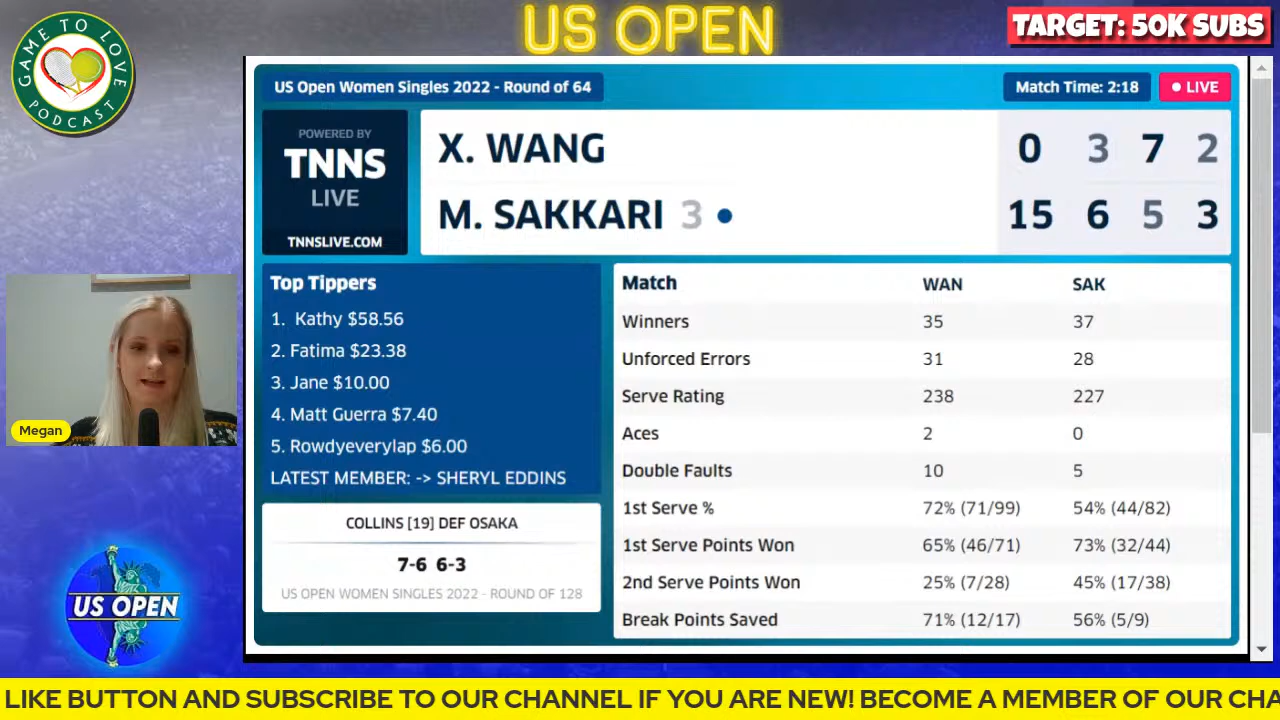 GAME TO LOVE
PODCAST
US OPEN
TARGET: 50K SUBS
US Open Women Singles 2022 - Round of 64
Match Time: 2:18
LIVE
POWERED BY
TNNS
LIVE
TNNSLIVE.COM
X. WANG 0 3 7 2
M. SAKKARI 3 15 6 5 3
Top Tippers
1. Kathy $58.56
2. Fatima $23.38
3. Jane $10.00
4. Matt Guerra $7.40
5. Rowdyeverylap $6.00
LATEST MEMBER: -> SHERYL EDDINS
COLLINS [19] DEF OSAKA
7-6 6-3
US OPEN WOMEN SINGLES 2022 - ROUND OF 128
Match WAN SAK
Winners 35 37
Unforced Errors 31 28
Serve Rating 238 227
Aces 2 0
Double Faults 10 5
1st Serve % 72% (71/99) 54% (44/82)
1st Serve Points Won 65% (46/71) 73% (32/44)
2nd Serve Points Won 25% (7/28) 45% (17/38)
Break Points Saved 71% (12/17) 56% (5/9)
Megan
US OPEN
LIKE BUTTON AND SUBSCRIBE TO OUR CHANNEL IF YOU ARE NEW! BECOME A MEMBER OF OUR CHA